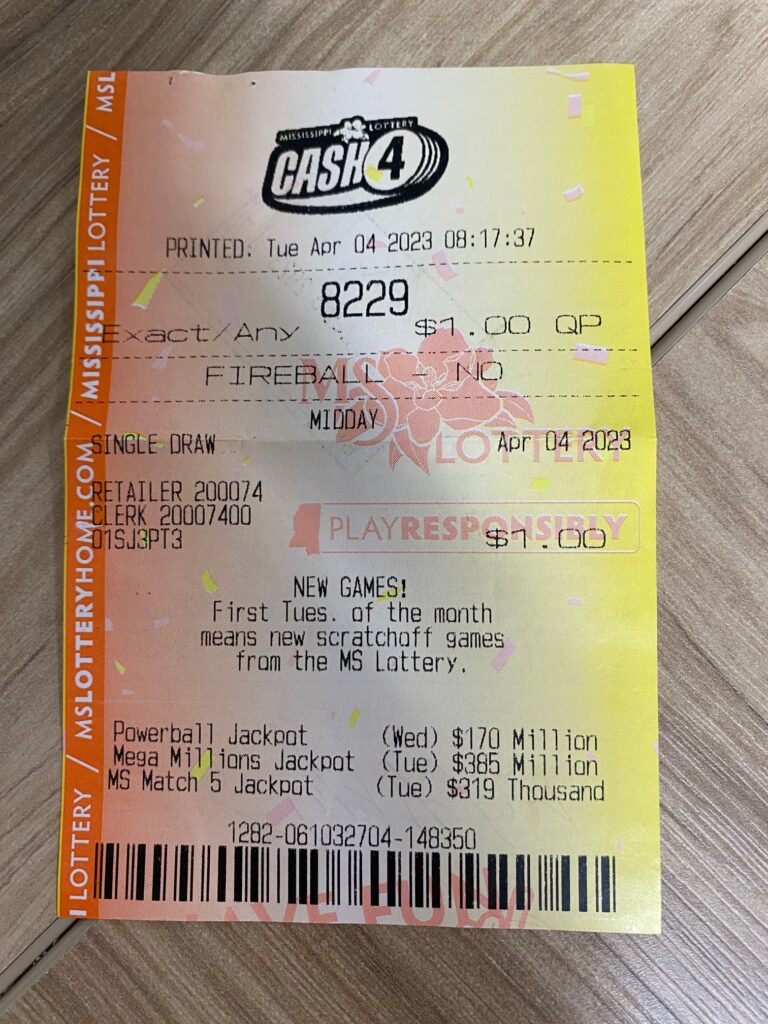 MISSISSIPPI LOTTERY
CASH 4
PRINTED: Tue Apr 04 2023 08:17:37
8229
Exact/Any $1.00 QP
FIREBALL - NO
MIDDAY
SINGLE DRAW Apr 04 2023
RETAILER 200074
CLERK 20007400
01SJ3PT3 $1.00
MS LOTTERY
PLAYRESPONSIBLY
NEW GAMES!
First Tues. of the month
means new scratchoff games
from the MS Lottery.
Powerball Jackpot (Wed) $170 Million
Mega Millions Jackpot (Tue) $385 Million
MS Match 5 Jackpot (Tue) $319 Thousand
1282-061032704-148350
HAVE FUN
I LOTTERY / MSLOTTERYHOME.COM / MISSISSIPPI LOTTERY / MSL